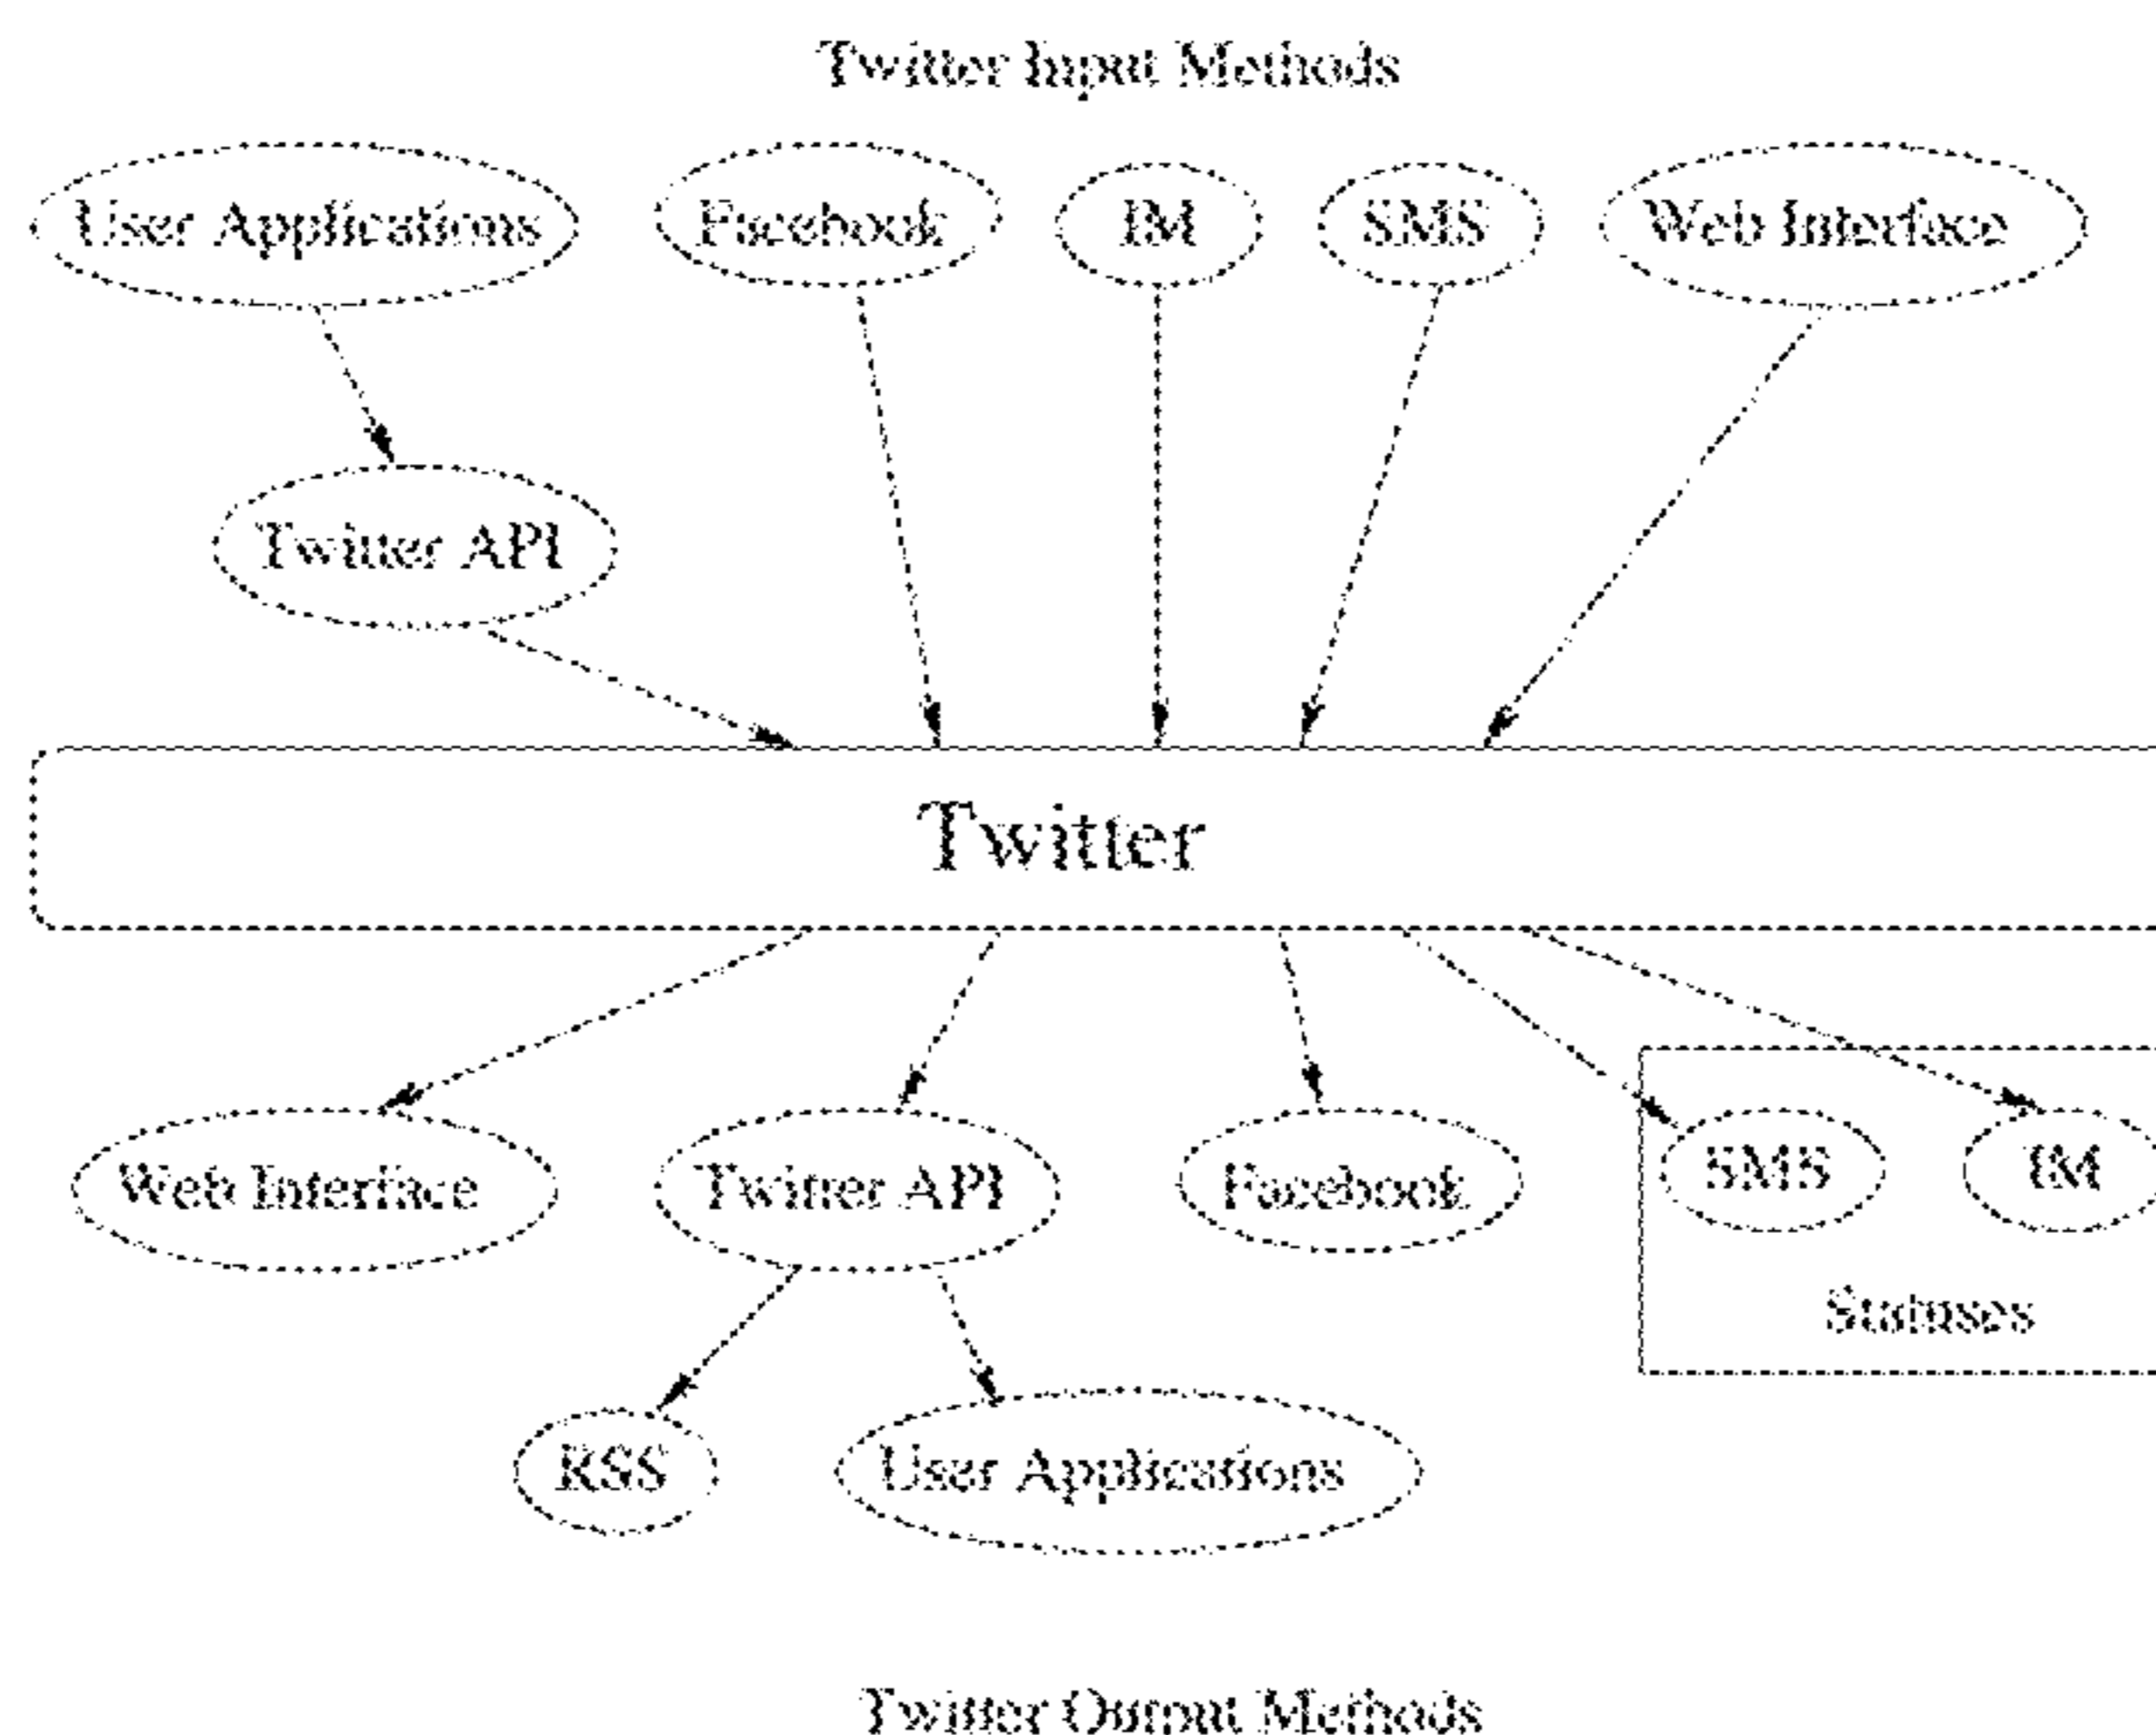 Twitter Input Methods
User Applications
Facebook
IM
SMS
Web Interface
Twitter API
Twitter
Web Interface
Twitter API
Facebook
SMS
IM
Statuses
RSS
User Applications
Twitter Output Methods